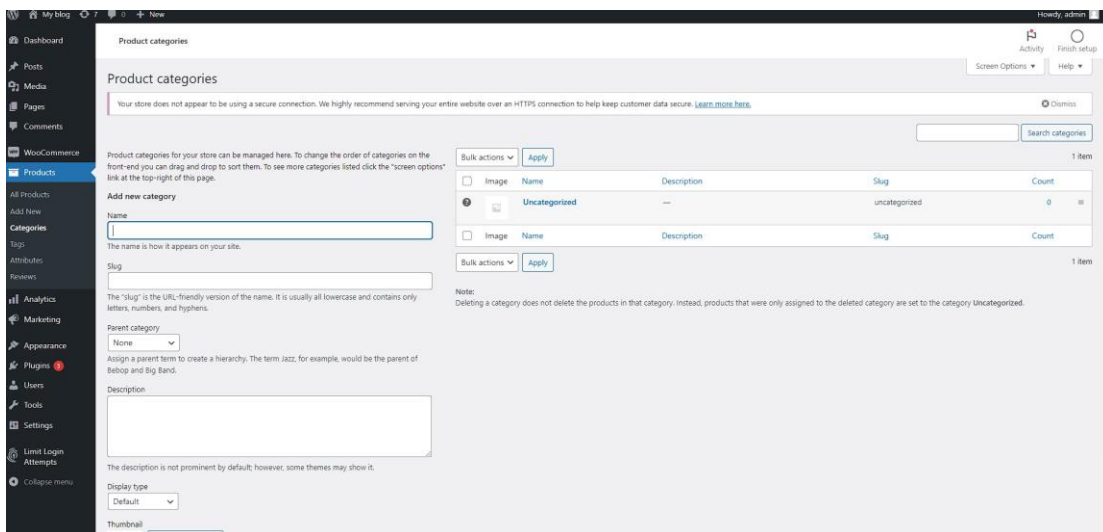 My blog 7 0 + New Howdy, admin
Dashboard
Posts
Media
Pages
Comments
WooCommerce
Products
All Products
Add New
Categories
Tags
Attributes
Reviews
Analytics
Marketing
Appearance
Plugins 3
Users
Tools
Settings
Limit Login
Attempts
Collapse menu
Product categories
Activity Finish setup
Screen Options Help
Product categories
Your store does not appear to be using a secure connection. We highly recommend serving your entire website over an HTTPS connection to help keep customer data secure. Learn more here.
Dismiss
Search categories
Product categories for your store can be managed here. To change the order of categories on the
front-end you can drag and drop to sort them. To see more categories listed click the "screen options"
link at the top-right of this page.
Add new category
Name
The name is how it appears on your site.
Slug
The "slug" is the URL-friendly version of the name. It is usually all lowercase and contains only
letters, numbers, and hyphens.
Parent category
None
Assign a parent term to create a hierarchy. The term Jazz, for example, would be the parent of
Bebop and Big Band.
Description
The description is not prominent by default; however, some themes may show it.
Display type
Default
Thumbnail
Bulk actions Apply 1 item
Image Name Description Slug Count
Uncategorized — uncategorized 0
Image Name Description Slug Count
Bulk actions Apply 1 item
Note:
Deleting a category does not delete the products in that category. Instead, products that were only assigned to the deleted category are set to the category Uncategorized.